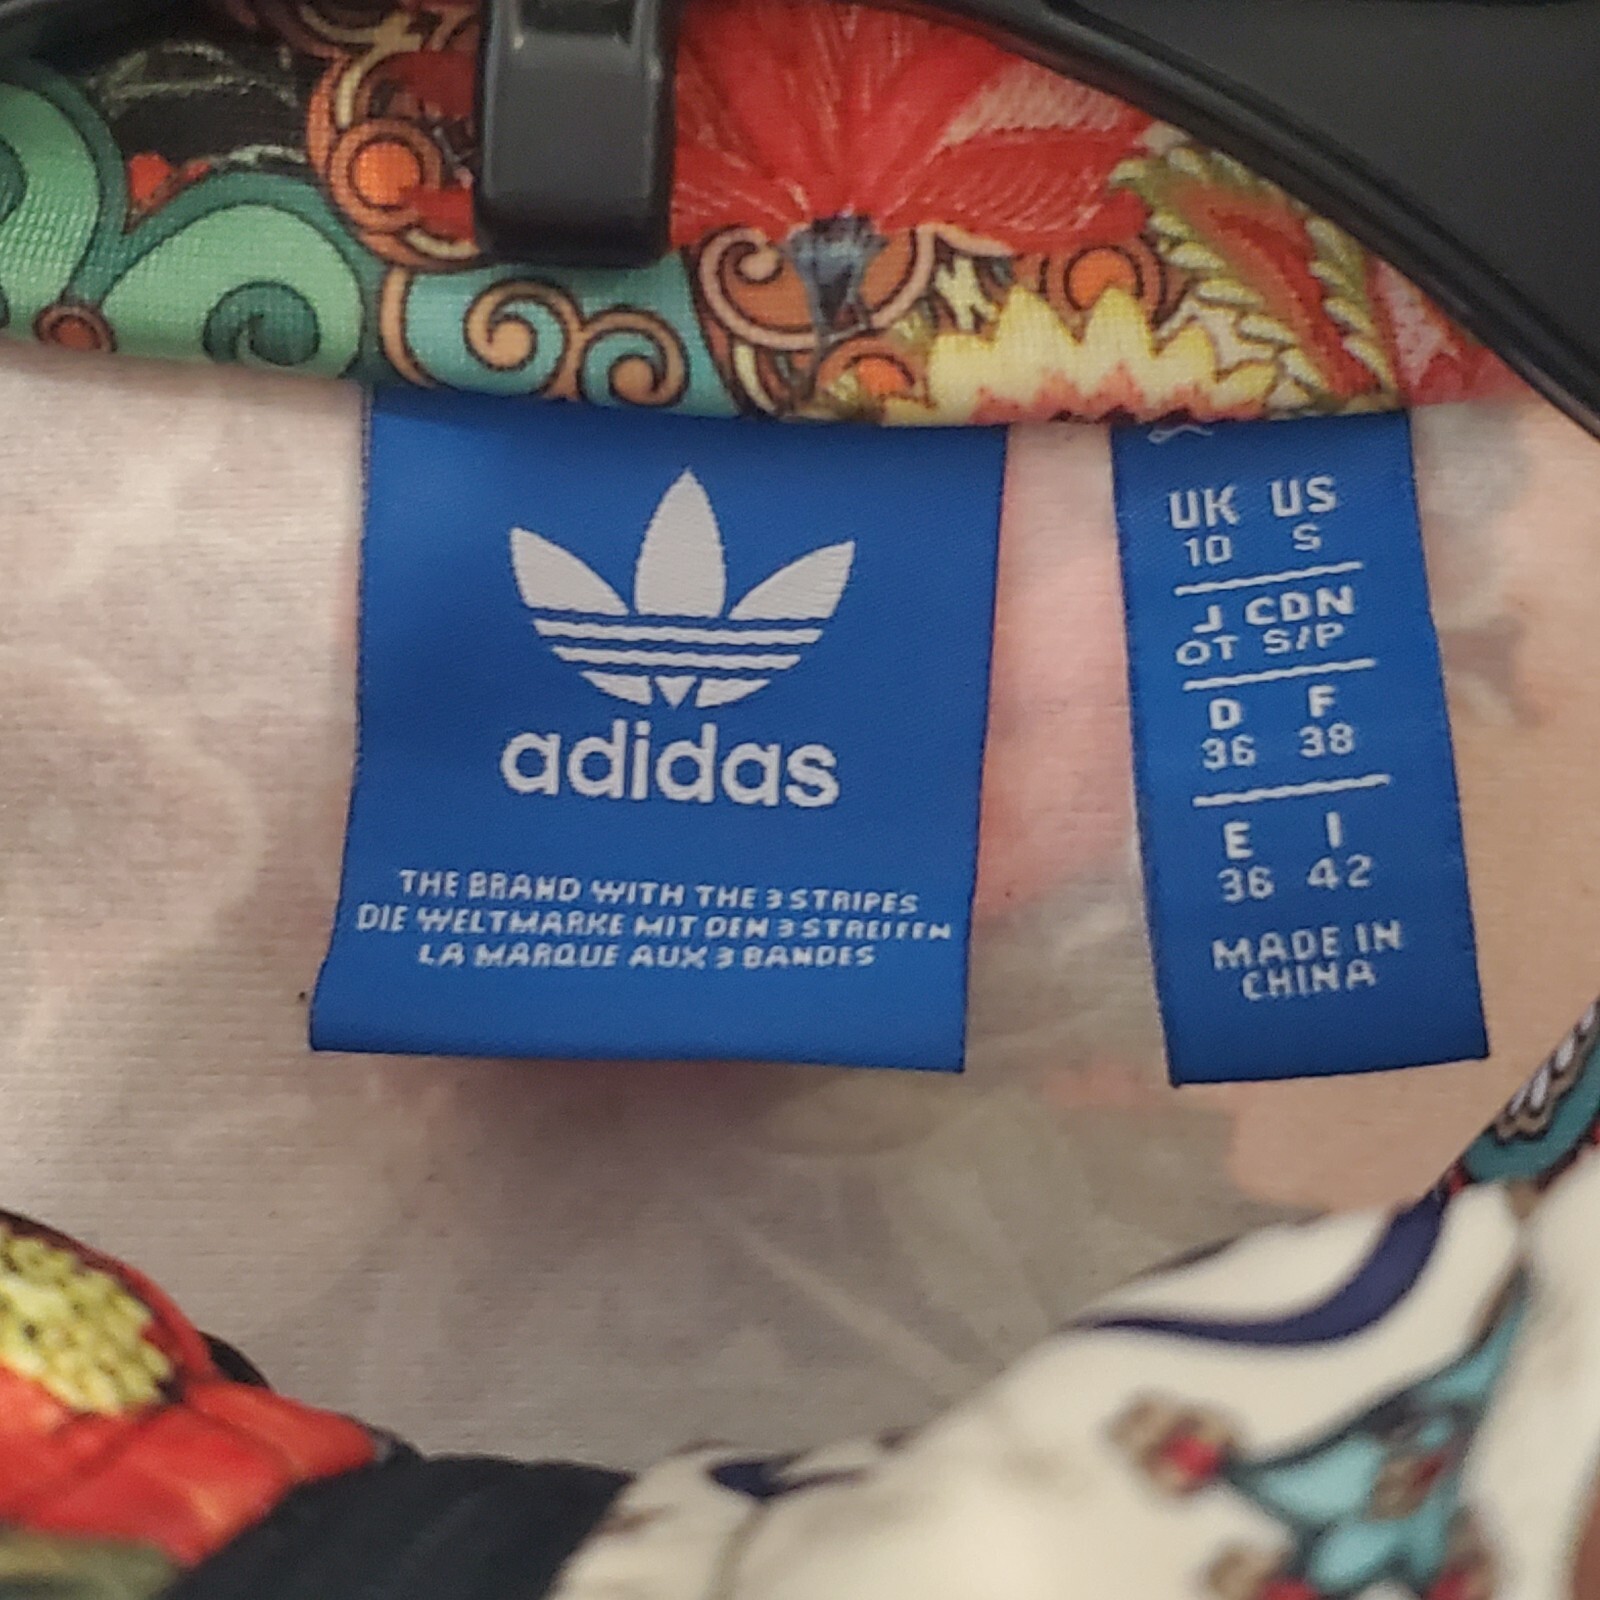 adidas
THE BRAND WITH THE 3 STRIPES
DIE WELTMARKE MIT DEN 3 STREIFEN
LA MARQUE AUX 3 BANDES
UK US
10 S
J CDN
OT S/P
D F
36 38
E I
36 42
MADE IN
CHINA